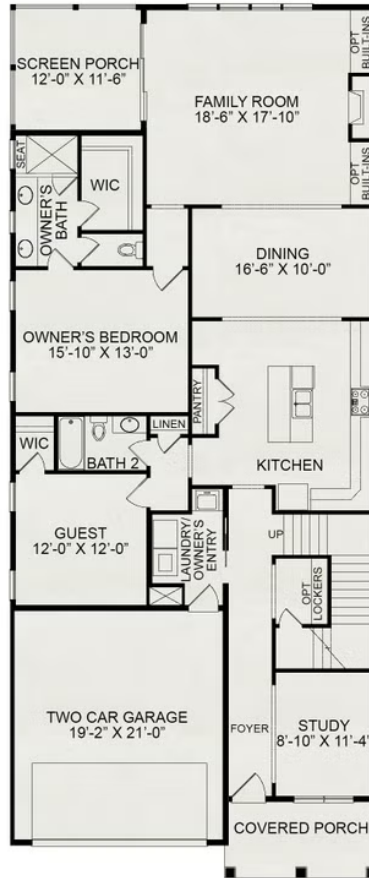 SCREEN PORCH
12'-0" X 11'-6"
FAMILY ROOM
18'-6" X 17'-10"
OPT
BUILT-INS
OPT
BUILT-INS
SEAT
OWNER'S
BATH
WIC
DINING
16'-6" X 10'-0"
OWNER'S BEDROOM
15'-10" X 13'-0"
PANTRY
KITCHEN
WIC
BATH 2
LINEN
GUEST
12'-0" X 12'-0"
LAUNDRY/
OWNER'S
ENTRY
UP
OPT
LOCKERS
TWO CAR GARAGE
19'-2" X 21'-0"
FOYER
STUDY
8'-10" X 11'-4"
COVERED PORCH